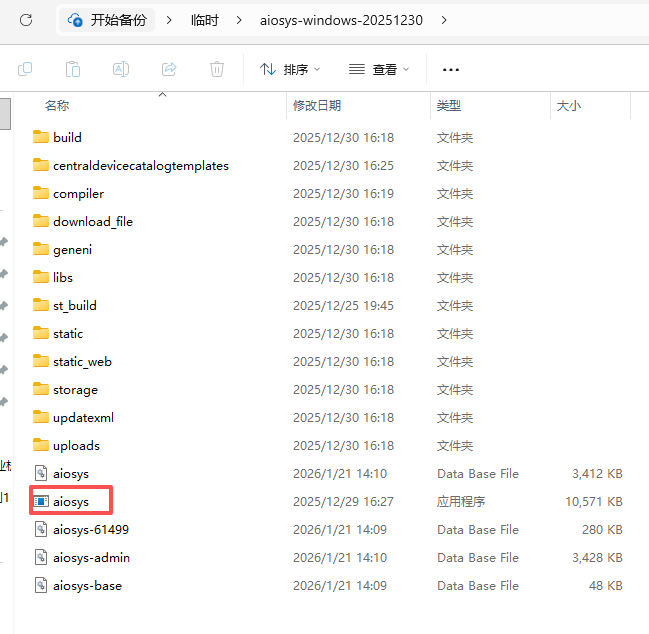 开始备份 > 临时 > aiosys-windows-20251230 >
排序 查看 ...
名称 修改日期 类型 大小
build 2025/12/30 16:18 文件夹
centraldevicecatalogtemplates 2025/12/30 16:25 文件夹
compiler 2025/12/30 16:19 文件夹
download_file 2025/12/30 16:18 文件夹
geneni 2025/12/30 16:18 文件夹
libs 2025/12/30 16:18 文件夹
st_build 2025/12/25 19:45 文件夹
static 2025/12/30 16:18 文件夹
static_web 2025/12/30 16:18 文件夹
storage 2025/12/30 16:18 文件夹
updatexml 2025/12/30 16:18 文件夹
uploads 2025/12/30 16:18 文件夹
aiosys 2026/1/21 14:10 Data Base File 3,412 KB
aiosys 2025/12/29 16:27 应用程序 10,571 KB
aiosys-61499 2026/1/21 14:09 Data Base File 280 KB
aiosys-admin 2026/1/21 14:10 Data Base File 3,428 KB
aiosys-base 2026/1/21 14:09 Data Base File 48 KB